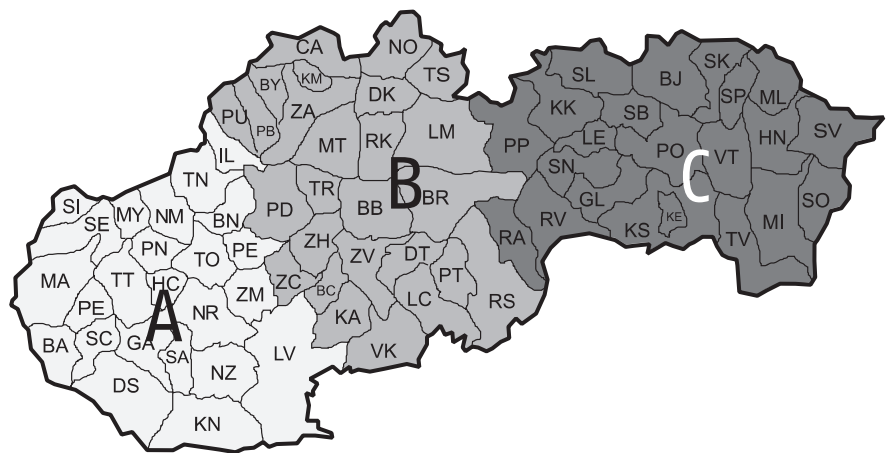 CA
NO
KM
TS
BY
DK
ZA
PU
PB
MT
RK
LM
IL
TN
B
TR
BR
PD
BB
SI
MY
NM
BN
SE
PN
TO
PE
ZH
ZV
DT
PT
MA
TT
HC
ZM
ZC
BC
LC
RS
PE
A
NR
KA
BA
SC
GA
SA
LV
VK
DS
NZ
KN
SL
BJ
SK
KK
SP
ML
SB
PP
LE
PO
HN
SV
SN
C
VT
GL
SO
RV
KS
KE
MI
RA
TV